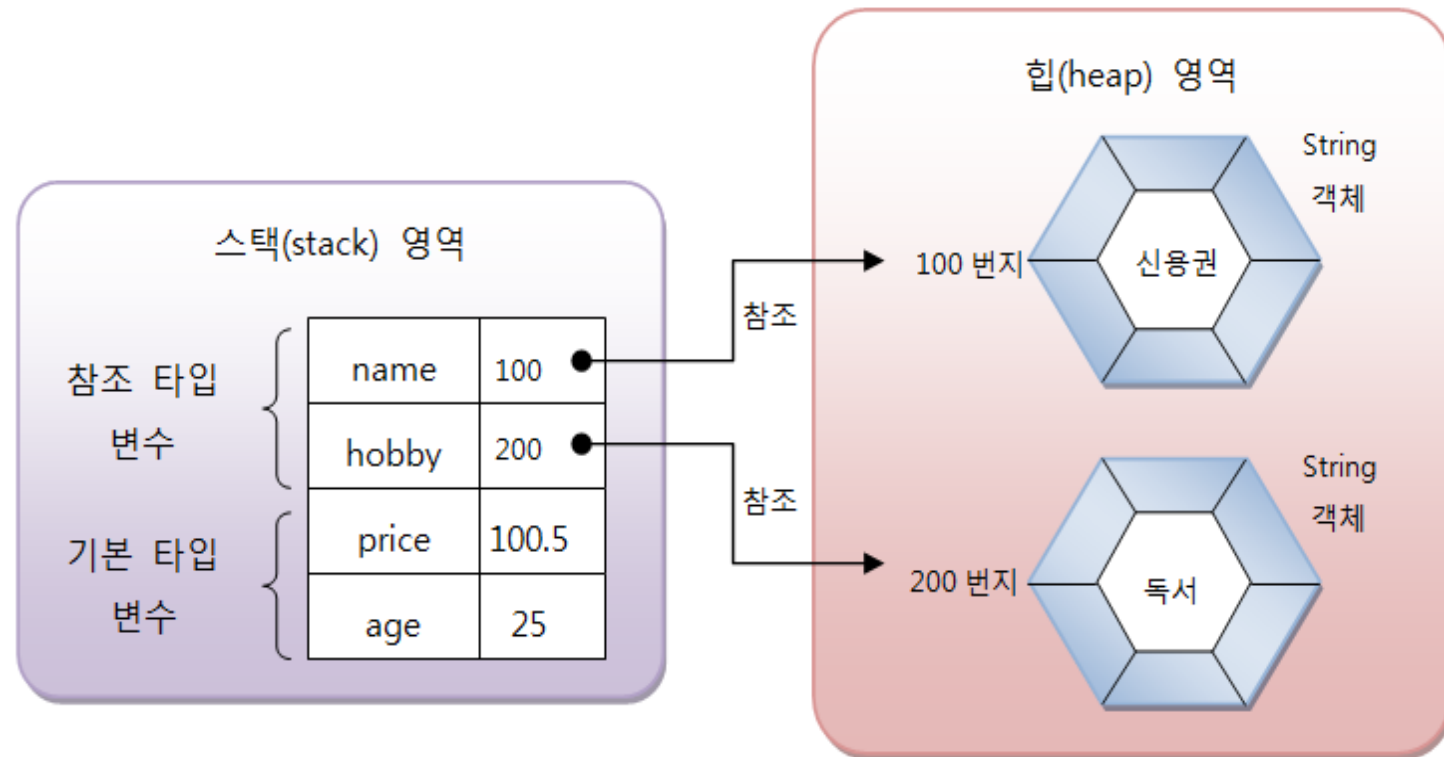 스택(stack) 영역
참조 타입
변수
기본 타입
변수
name 100
hobby 200
price 100.5
age 25
참조
참조
힙(heap) 영역
String
객체
100 번지
신용권
String
객체
200 번지
독서